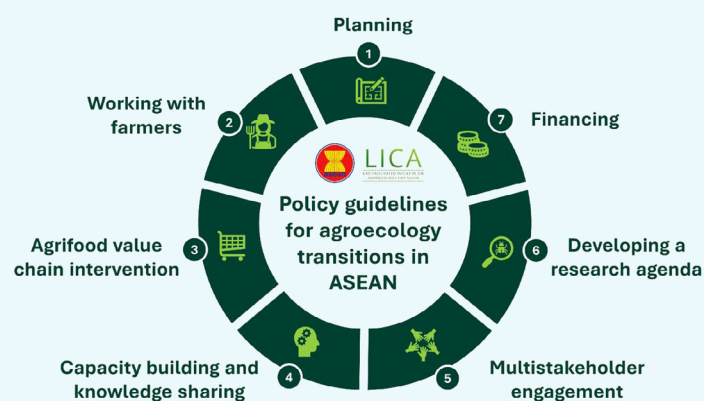 Planning
1
Working with
farmers
2
7
Financing
LICA
Policy guidelines
for agroecology
transitions in
ASEAN
Agrifood value
chain intervention
3
6
Developing a
research agenda
Capacity building and
knowledge sharing
4
5
Multistakeholder
engagement